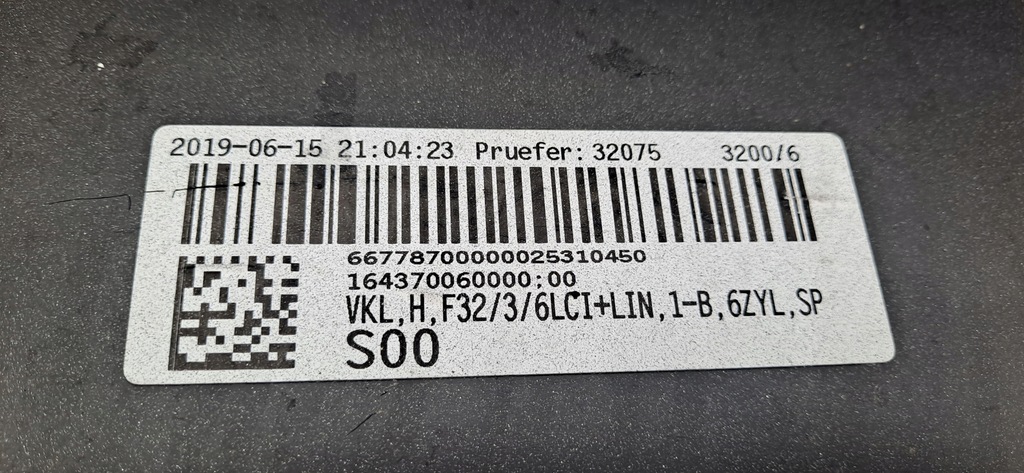 2019-06-15 21:04:23 Pruefer: 32075 3200/6
66778700000025310450
164370060000;00
VKL,H,F32/3/6LCI+LIN,1-B,6ZYL,SP
S00